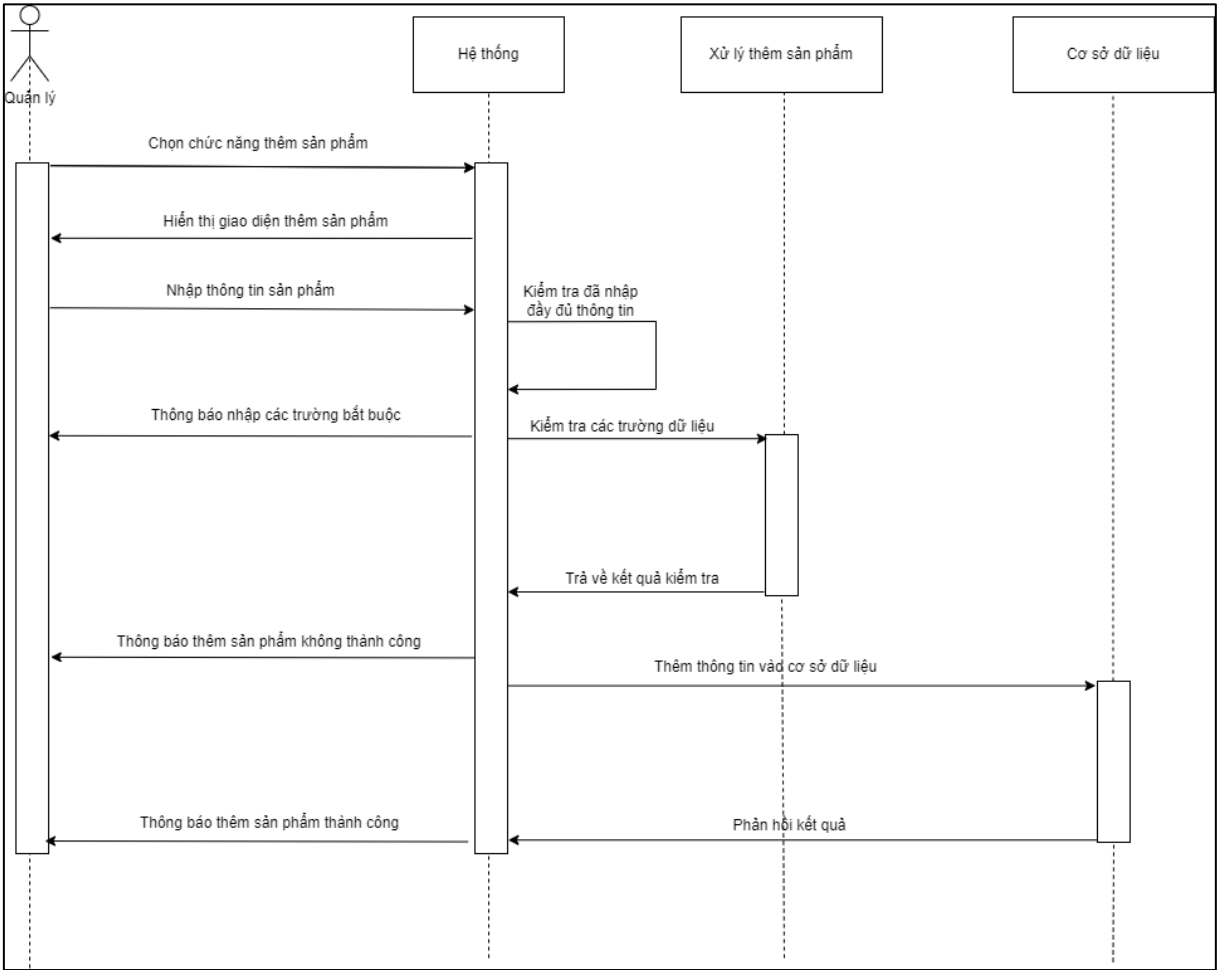 Hệ thống
Xử lý thêm sản phẩm
Cơ sở dữ liệu
Quản lý
Chọn chức năng thêm sản phẩm
Hiển thị giao diện thêm sản phẩm
Nhập thông tin sản phẩm
Kiểm tra đã nhập
đầy đủ thông tin
Thông báo nhập các trường bắt buộc
Kiểm tra các trường dữ liệu
Trả về kết quả kiểm tra
Thông báo thêm sản phẩm không thành công
Thêm thông tin vào cơ sở dữ liệu
Thông báo thêm sản phẩm thành công
Phản hồi kết quả